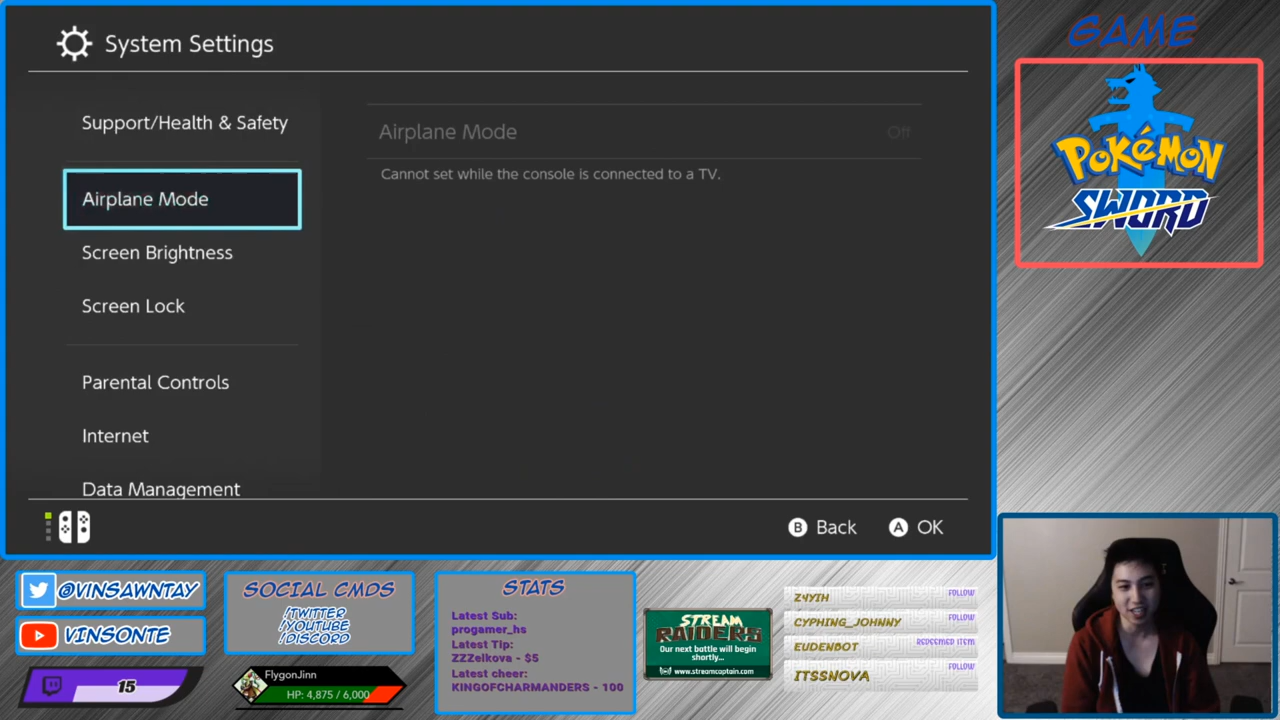 System Settings
Support/Health & Safety
Airplane Mode
Screen Brightness
Screen Lock
Parental Controls
Internet
Data Management
Airplane Mode Off
Cannot set while the console is connected to a TV.
B Back A OK
GAME
POKÉMON
SWORD
@VINSAWNTAY
VINSONTE
15
SOCIAL CMDS
/TWITTER
/YOUTUBE
/DISCORD
FlygonJinn
HP: 4,875 / 6,000
STATS
Latest Sub:
progamer_hs
Latest Tip:
ZZZelkova - $5
Latest cheer:
KINGOFCHARMANDERS - 100
STREAM
RAIDERS
Our next battle will begin
shortly...
www.streamcaptain.com
Z4YIH FOLLOW
CYPHING_JOHNNY FOLLOW
EUDENBOT REDEEMED ITEM
ITSSNOVA FOLLOW